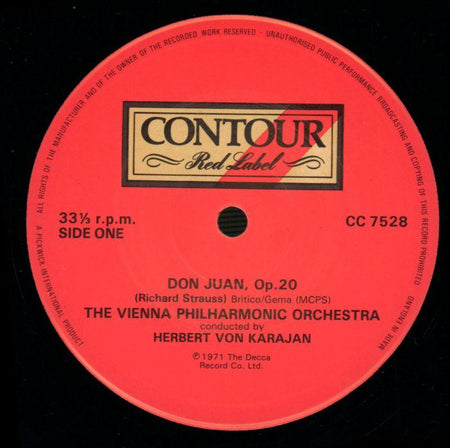 ALL RIGHTS OF THE MANUFACTURER AND OF THE OWNER OF THE RECORDED WORK RESERVED - UNAUTHORISED PUBLIC PERFORMANCE BROADCASTING AND COPYING OF THIS RECORD PROHIBITED
CONTOUR
Red Label
33⅓ r.p.m.
SIDE ONE
CC 7528
DON JUAN, Op.20
(Richard Strauss) Britico/Gema (MCPS)
THE VIENNA PHILHARMONIC ORCHESTRA
conducted by
HERBERT VON KARAJAN
℗ 1971 The Decca
Record Co. Ltd.
A PICKWICK INTERNATIONAL PRODUCT
MADE IN ENGLAND